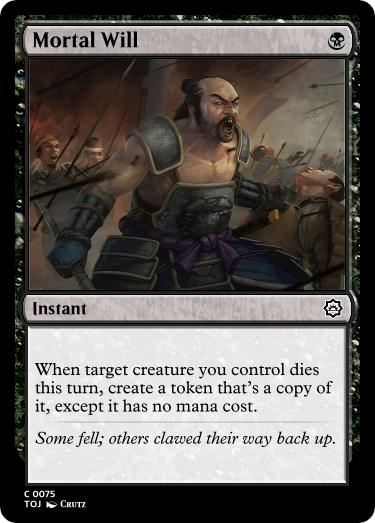 Mortal Will
Instant
When target creature you control dies
this turn, create a token that's a copy of
it, except it has no mana cost.
Some fell; others clawed their way back up.
C 0075
TOJ Crutz